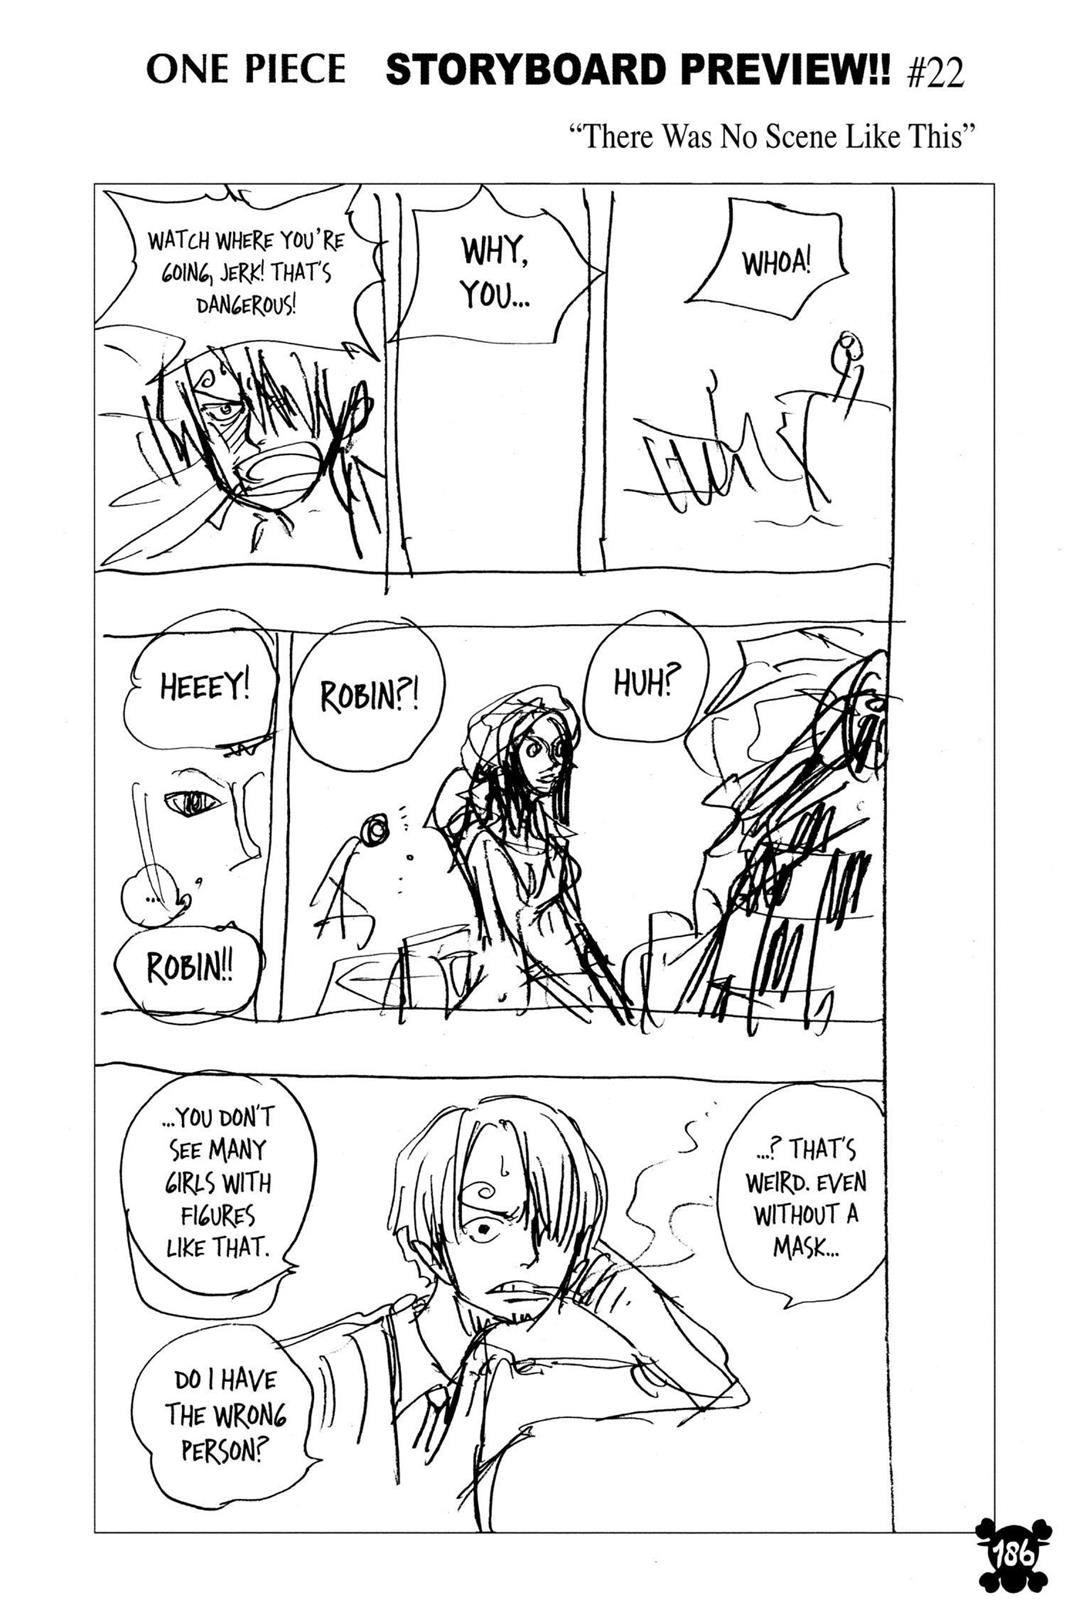 ONE PIECE STORYBOARD PREVIEW!! #22
“There Was No Scene Like This”
WHOA!
WHY,
YOU...
WATCH WHERE YOU'RE
GOING, JERK! THAT'S
DANGEROUS!
HUH?
ROBIN?!
HEEEY!
...
ROBIN!!
...? THAT'S
WEIRD. EVEN
WITHOUT A
MASK...
...YOU DON'T
SEE MANY
GIRLS WITH
FIGURES
LIKE THAT.
DO I HAVE
THE WRONG
PERSON?
186